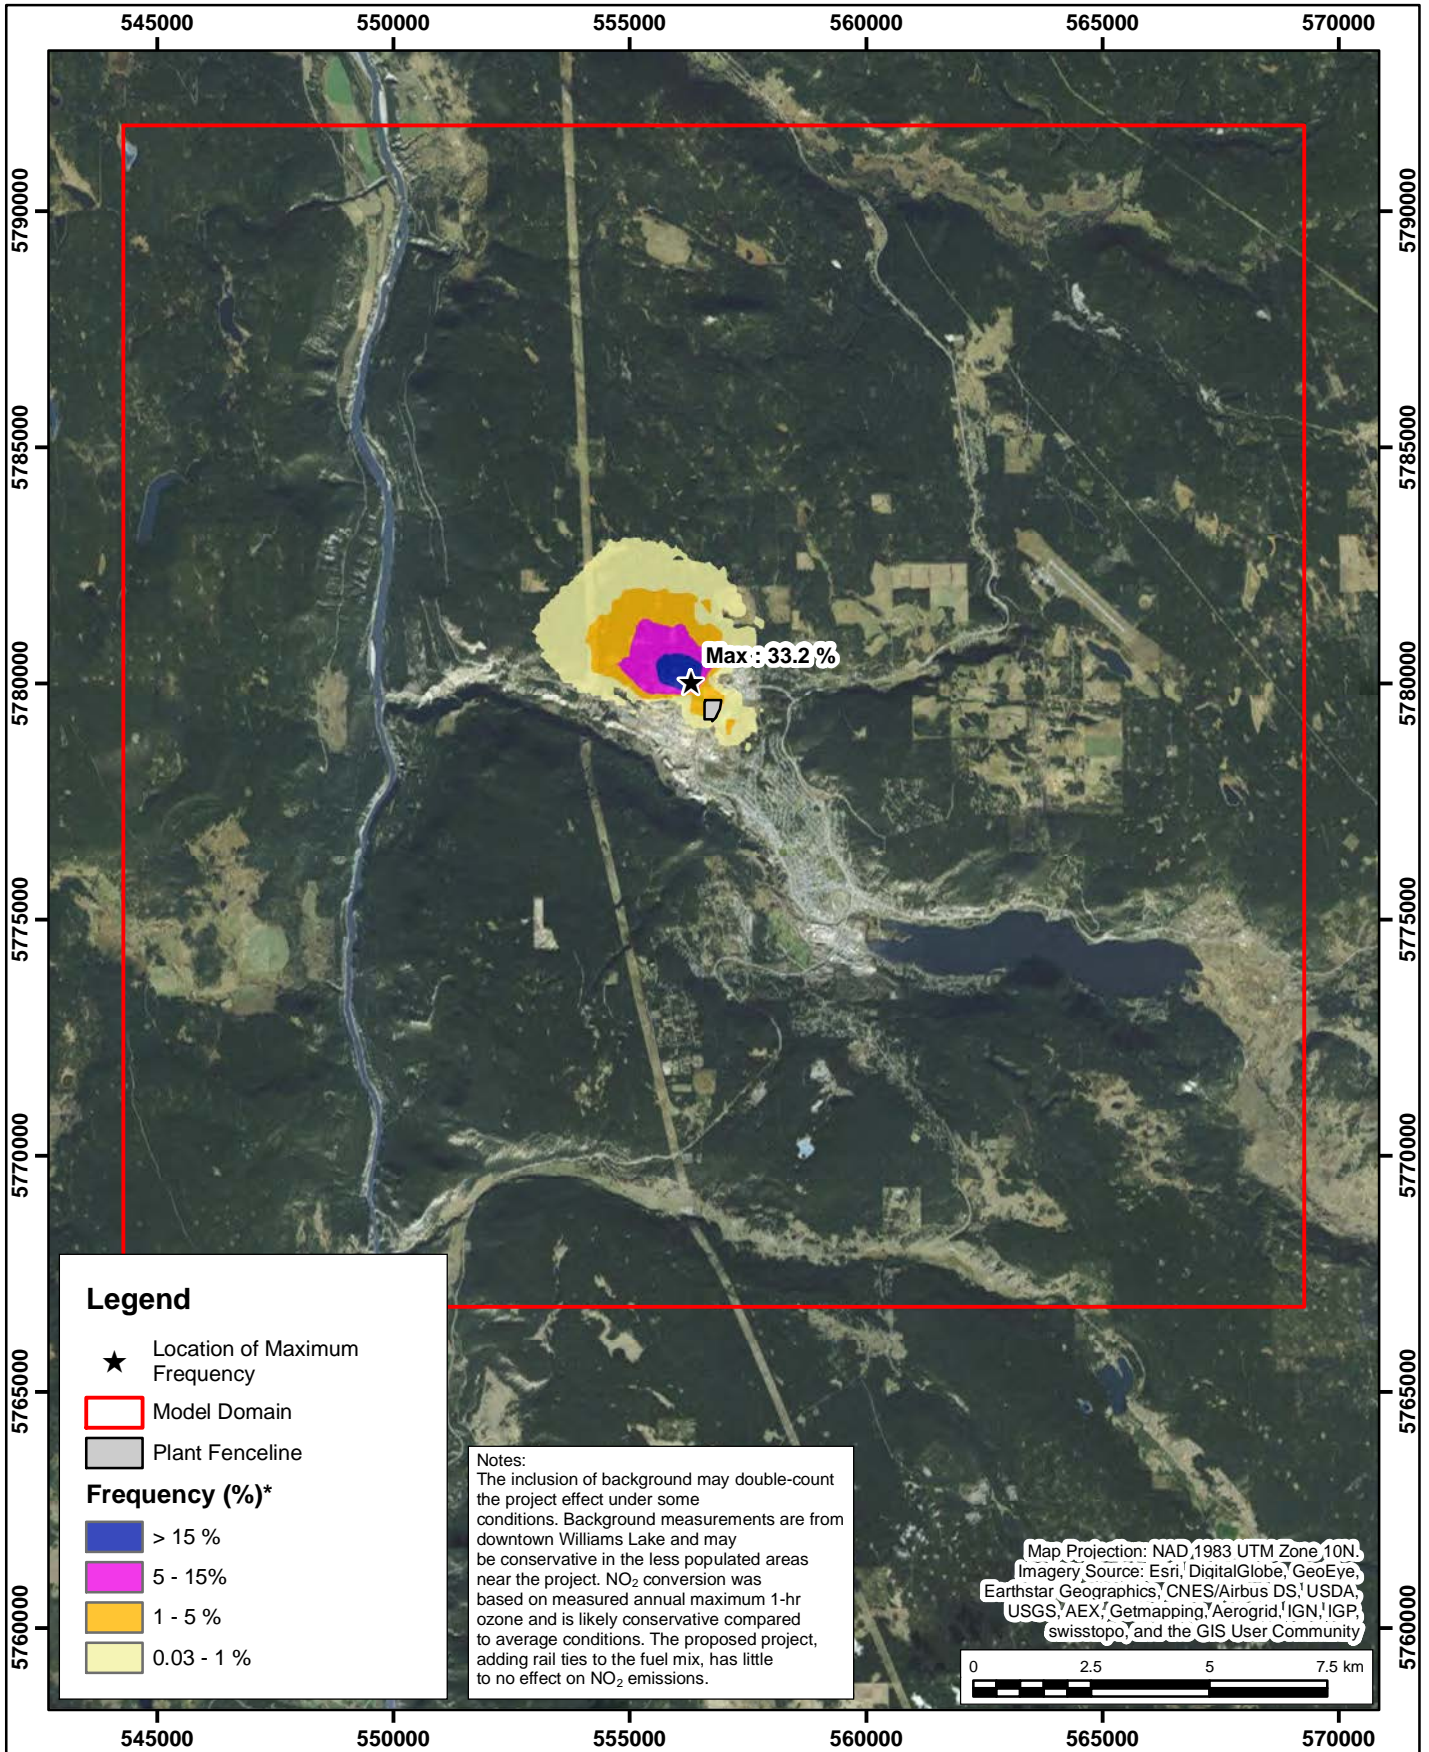 545000 550000 555000 560000 565000 570000
5790000 5790000
5785000 5785000
5780000 5780000
5775000 5775000
5770000 5770000
5765000 5765000
5760000 5760000
Max : 33.2 %
Legend
Location of Maximum
Frequency
Model Domain
Plant Fenceline
Frequency (%)*
> 15 %
5 - 15%
1 - 5 %
0.03 - 1 %
Notes:
The inclusion of background may double-count
the project effect under some
conditions. Background measurements are from
downtown Williams Lake and may
be conservative in the less populated areas
near the project. NO₂ conversion was
based on measured annual maximum 1-hr
ozone and is likely conservative compared
to average conditions. The proposed project,
adding rail ties to the fuel mix, has little
to no effect on NO₂ emissions.
Map Projection: NAD 1983 UTM Zone 10N.
Imagery Source: Esri, DigitalGlobe, GeoEye,
Earthstar Geographics, CNES/Airbus DS, USDA,
USGS, AEX, Getmapping, Aerogrid, IGN, IGP,
swisstopo, and the GIS User Community
0 2.5 5 7.5 km
545000 550000 555000 560000 565000 570000